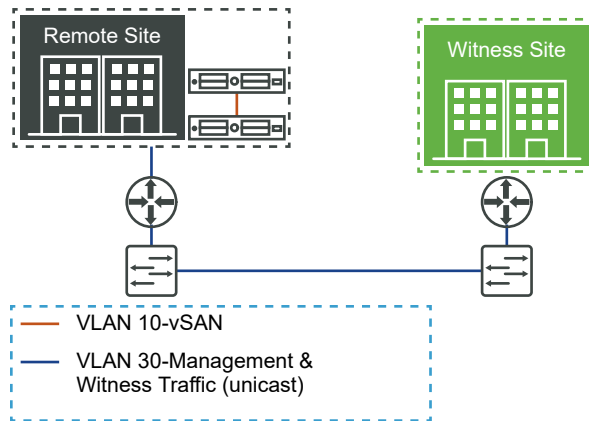 Remote Site
Witness Site
VLAN 10-vSAN
VLAN 30-Management &
Witness Traffic (unicast)